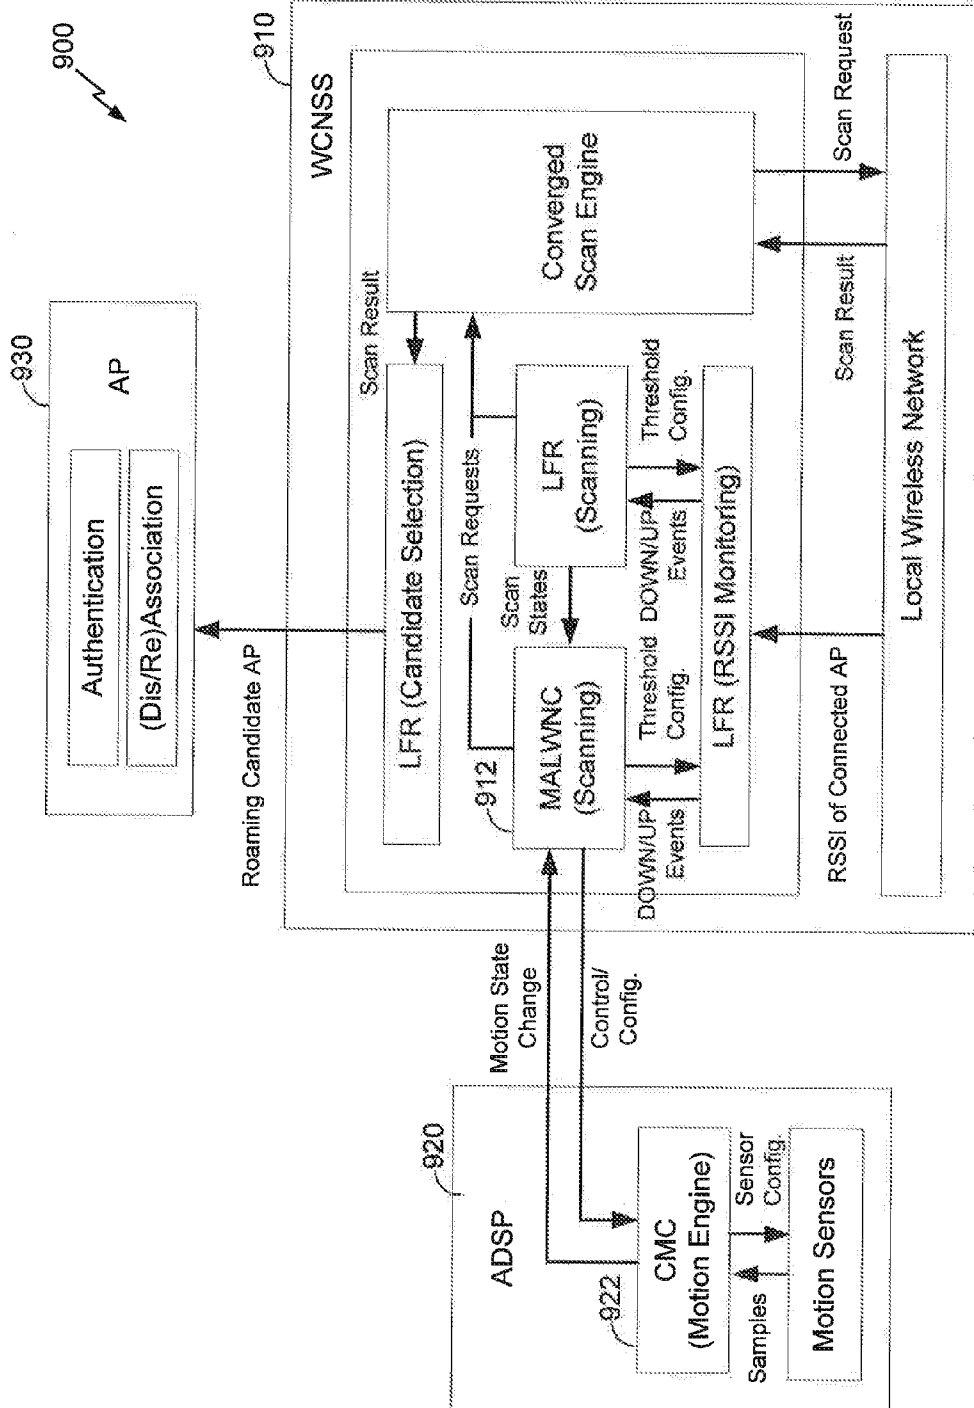 900
930
AP
Authentication
(Dis/Re)Association
Roaming Candidate AP
910
WCNSS
LFR (Candidate Selection)
Scan Result
Converged
Scan Engine
Scan Requests
912
MALWNC
(Scanning)
Scan
States
LFR
(Scanning)
DOWN/UP
Events
Threshold
Config.
DOWN/UP
Events
Threshold
Config.
LFR (RSSI Monitoring)
RSSI of Connected AP
Scan Result
Scan Request
Local Wireless Network
Motion State
Change
Control/
Config.
920
ADSP
922
CMC
(Motion Engine)
Samples
Sensor
Config.
Motion Sensors